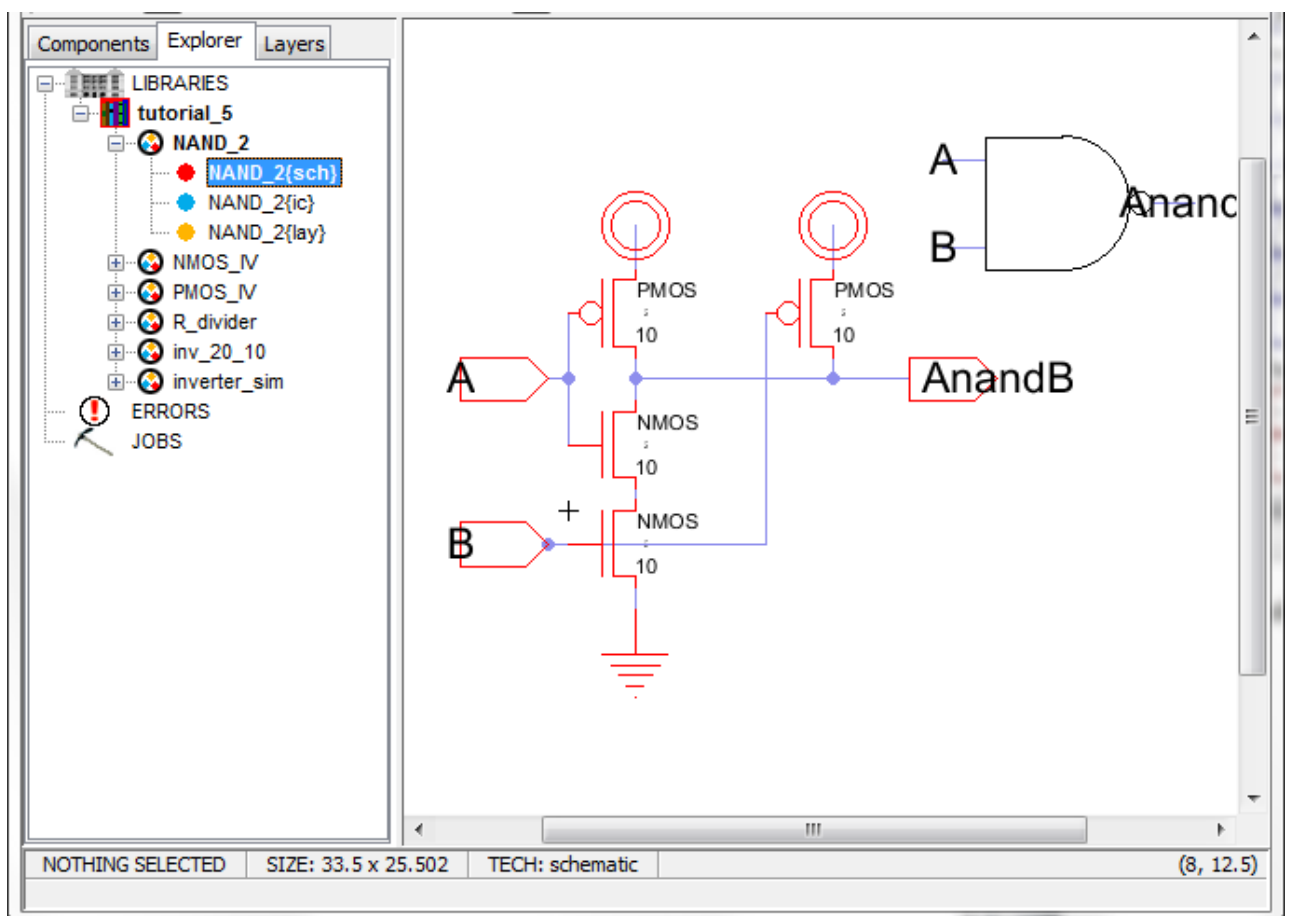 Components Explorer Layers
LIBRARIES
tutorial_5
NAND_2
NAND_2{sch}
NAND_2{ic}
NAND_2{lay}
NMOS_IV
PMOS_IV
R_divider
inv_20_10
inverter_sim
ERRORS
JOBS
A
B
Anand
PMOS
10
PMOS
10
A
AnandB
NMOS
10
B
NMOS
10
NOTHING SELECTED SIZE: 33.5 x 25.502 TECH: schematic (8, 12.5)